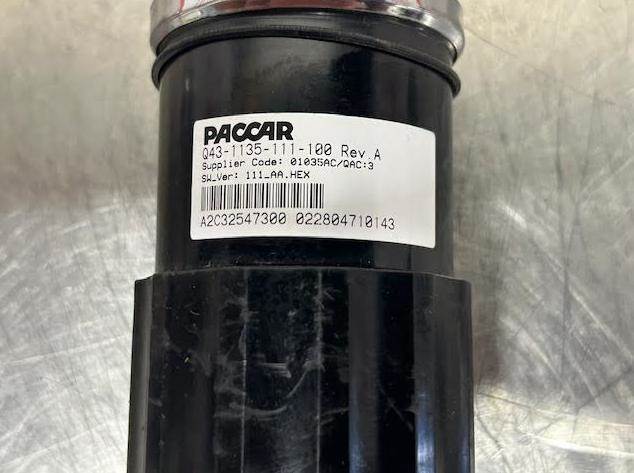 PACCAR
Q43-1135-111-100 Rev.A
Supplier Code: 01035AC/QAC:3
SW_Ver: 111_AA.HEX
A2C32547300 022804710143